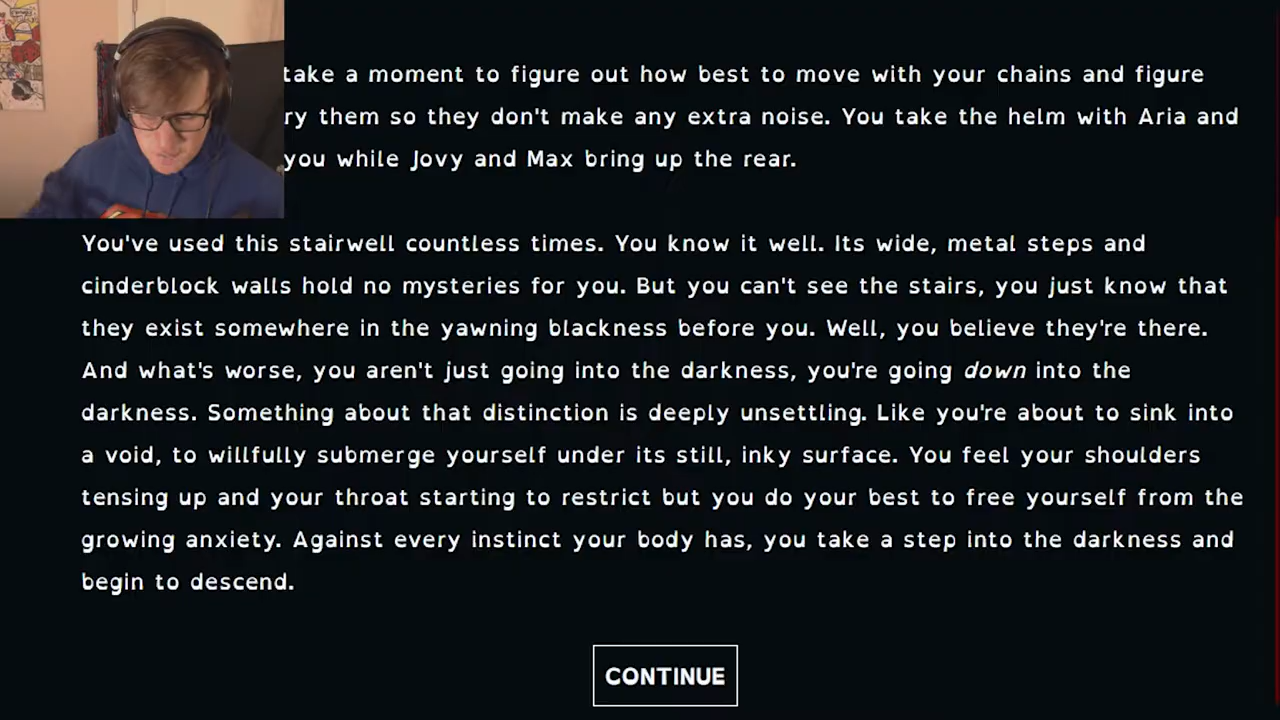 take a moment to figure out how best to move with your chains and figure
ry them so they don't make any extra noise. You take the helm with Aria and
you while Jovy and Max bring up the rear.
You've used this stairwell countless times. You know it well. Its wide, metal steps and
cinderblock walls hold no mysteries for you. But you can't see the stairs, you just know that
they exist somewhere in the yawning blackness before you. Well, you believe they're there.
And what's worse, you aren't just going into the darkness, you're going down into the
darkness. Something about that distinction is deeply unsettling. Like you're about to sink into
a void, to willfully submerge yourself under its still, inky surface. You feel your shoulders
tensing up and your throat starting to restrict but you do your best to free yourself from the
growing anxiety. Against every instinct your body has, you take a step into the darkness and
begin to descend.
CONTINUE